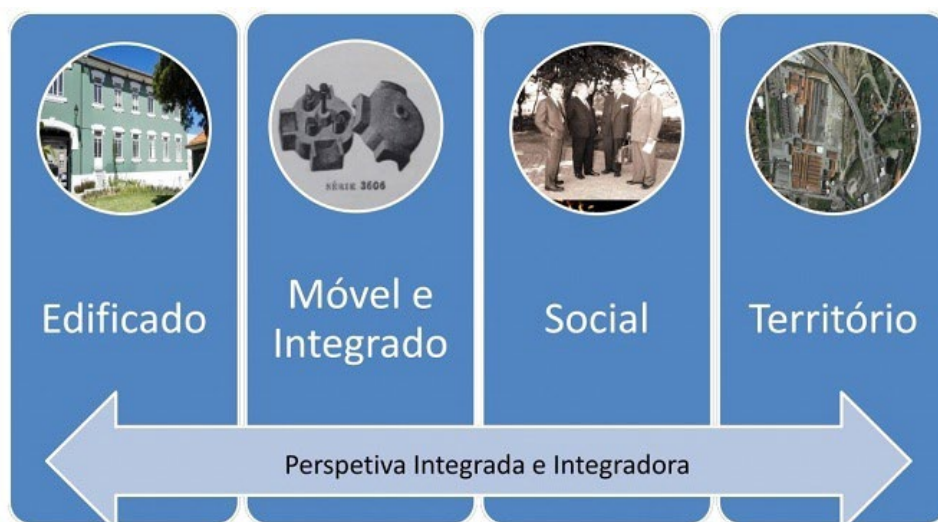 SÉRIE 3606
Edificado
Móvel e
Integrado
Social
Território
Perspetiva Integrada e Integradora